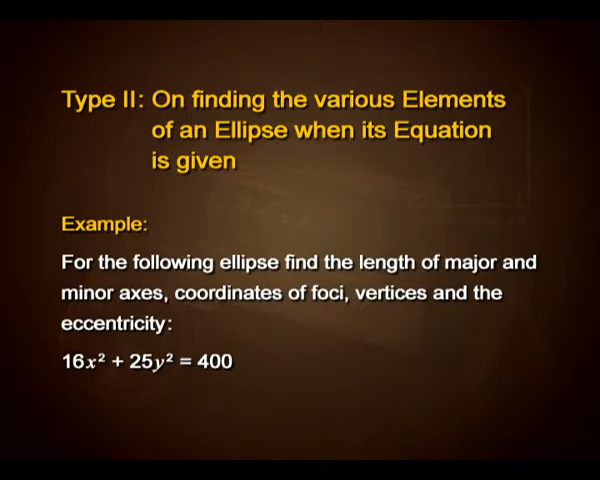 Type II: On finding the various Elements
of an Ellipse when its Equation
is given
Example:
For the following ellipse find the length of major and
minor axes, coordinates of foci, vertices and the
eccentricity:
16x² + 25y² = 400